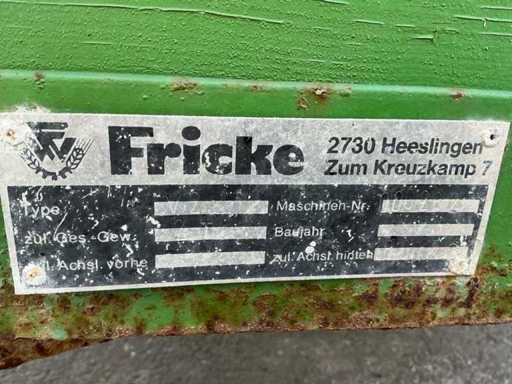 Fricke
2730 Heeslingen
Zum Kreuzkamp 7
Type
Maschinen-Nr.
zul. Ges.-Gew.
Baujahr
zul. Achsl. vorne
zul. Achsl. hinten